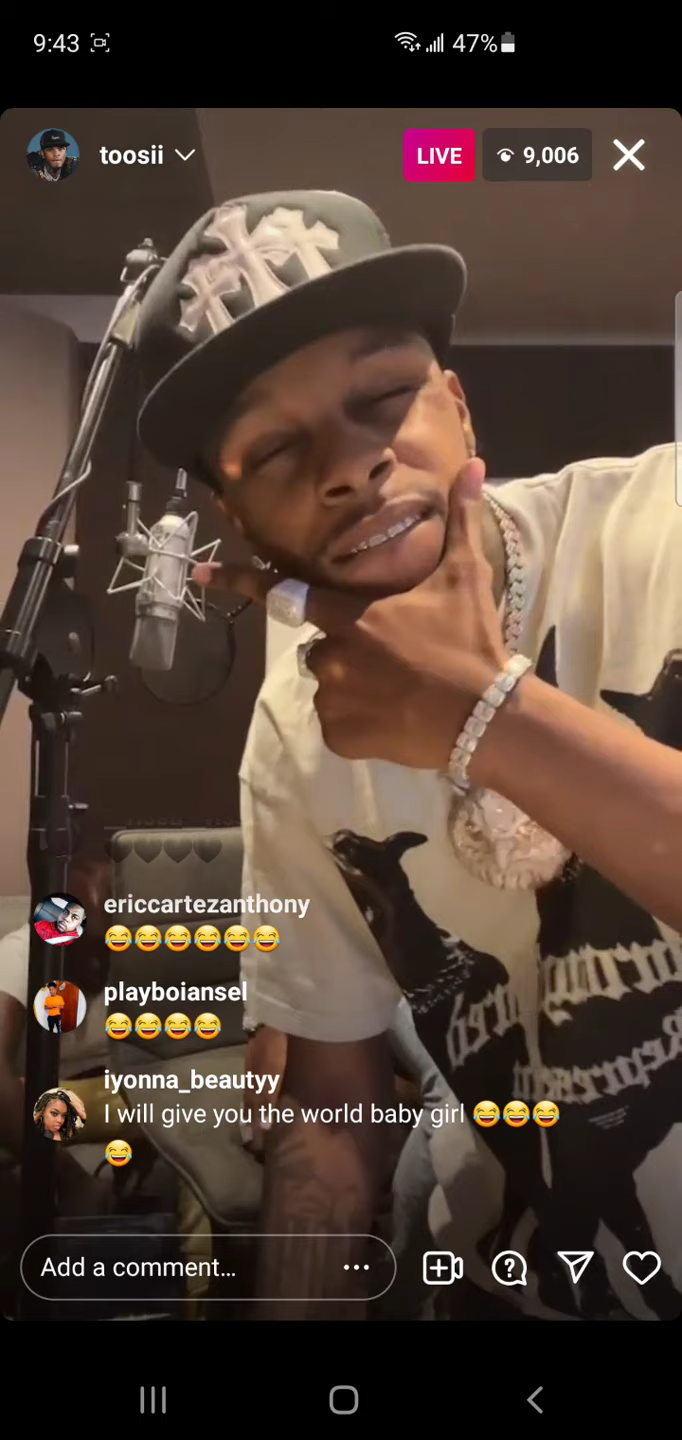 9:43
47%
toosii
LIVE
9,006
ericcartezanthony
😂😂😂😂😂😂
playboiansel
😂😂😂😂
iyonna_beautyy
I will give you the world baby girl 😂😂😂
😂
Add a comment...